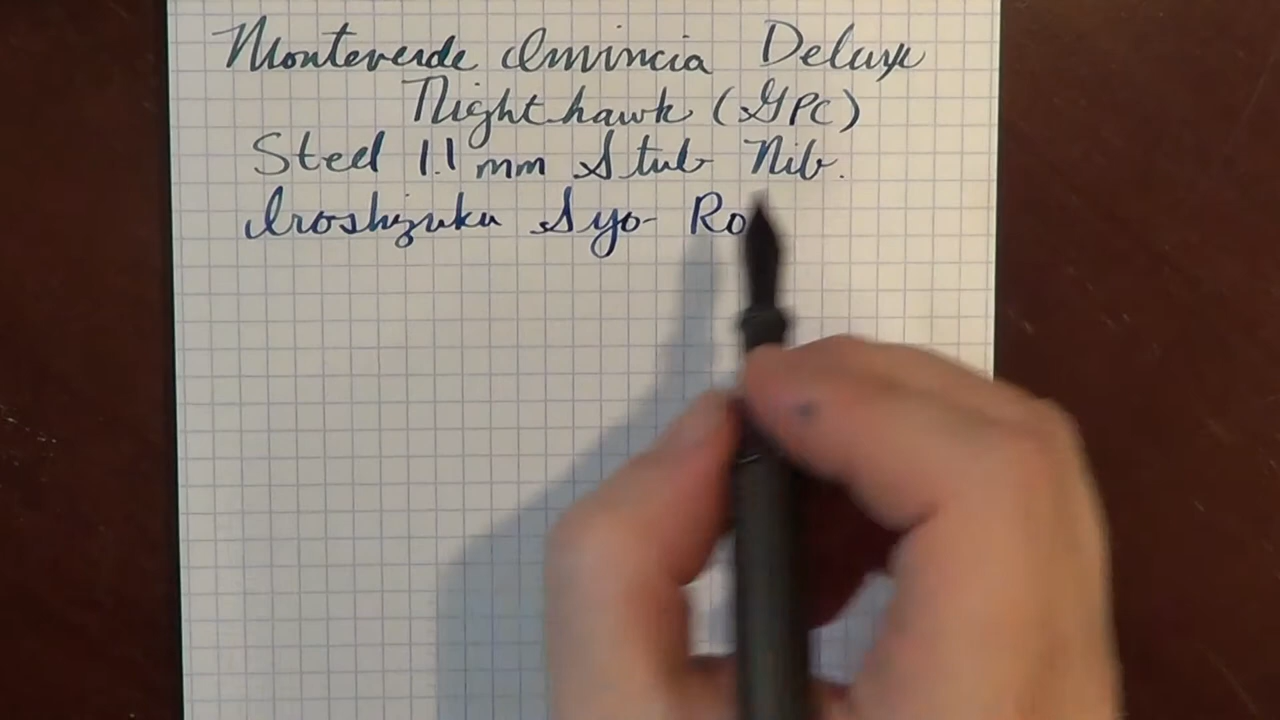 Monteverde Invincia Deluxe
Nighthawk (GPC)
Steel 1.1 mm Stub Nib.
Iroshizuku Syo-Ro